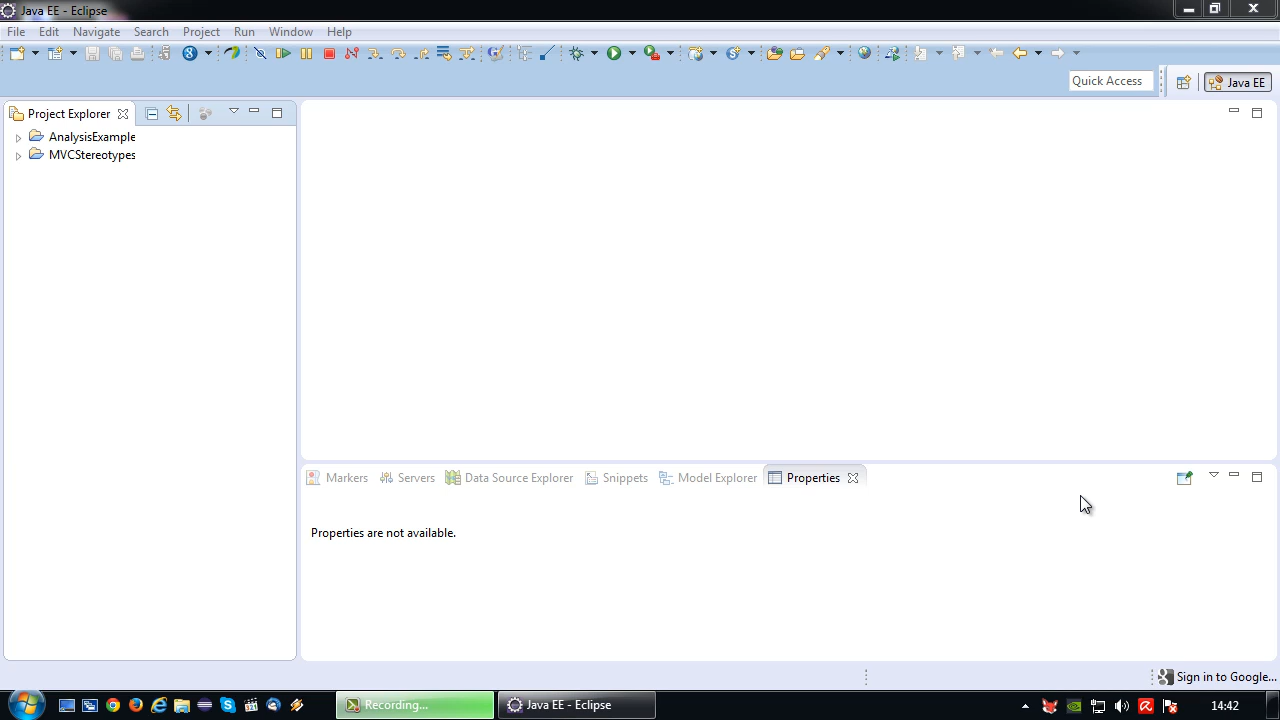 Java EE - Eclipse
File Edit Navigate Search Project Run Window Help
Quick Access
Java EE
Project Explorer
AnalysisExample
MVCStereotypes
Markers Servers Data Source Explorer Snippets Model Explorer Properties
Properties are not available.
Sign in to Google...
Recording... Java EE - Eclipse 14:42